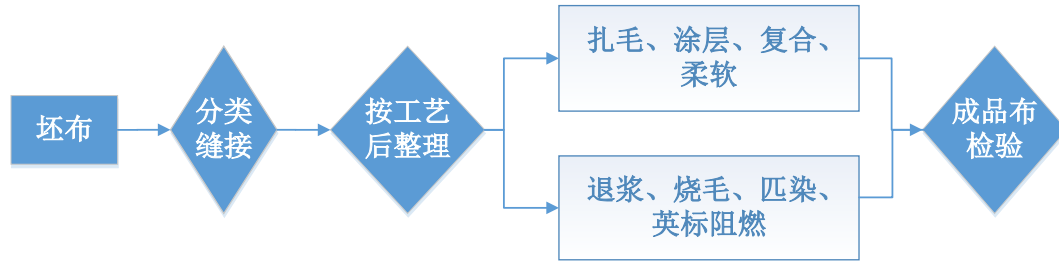 坯布
分类
缝接
按工艺
后整理
扎毛、涂层、复合、
柔软
退浆、烧毛、匹染、
英标阻燃
成品布
检验